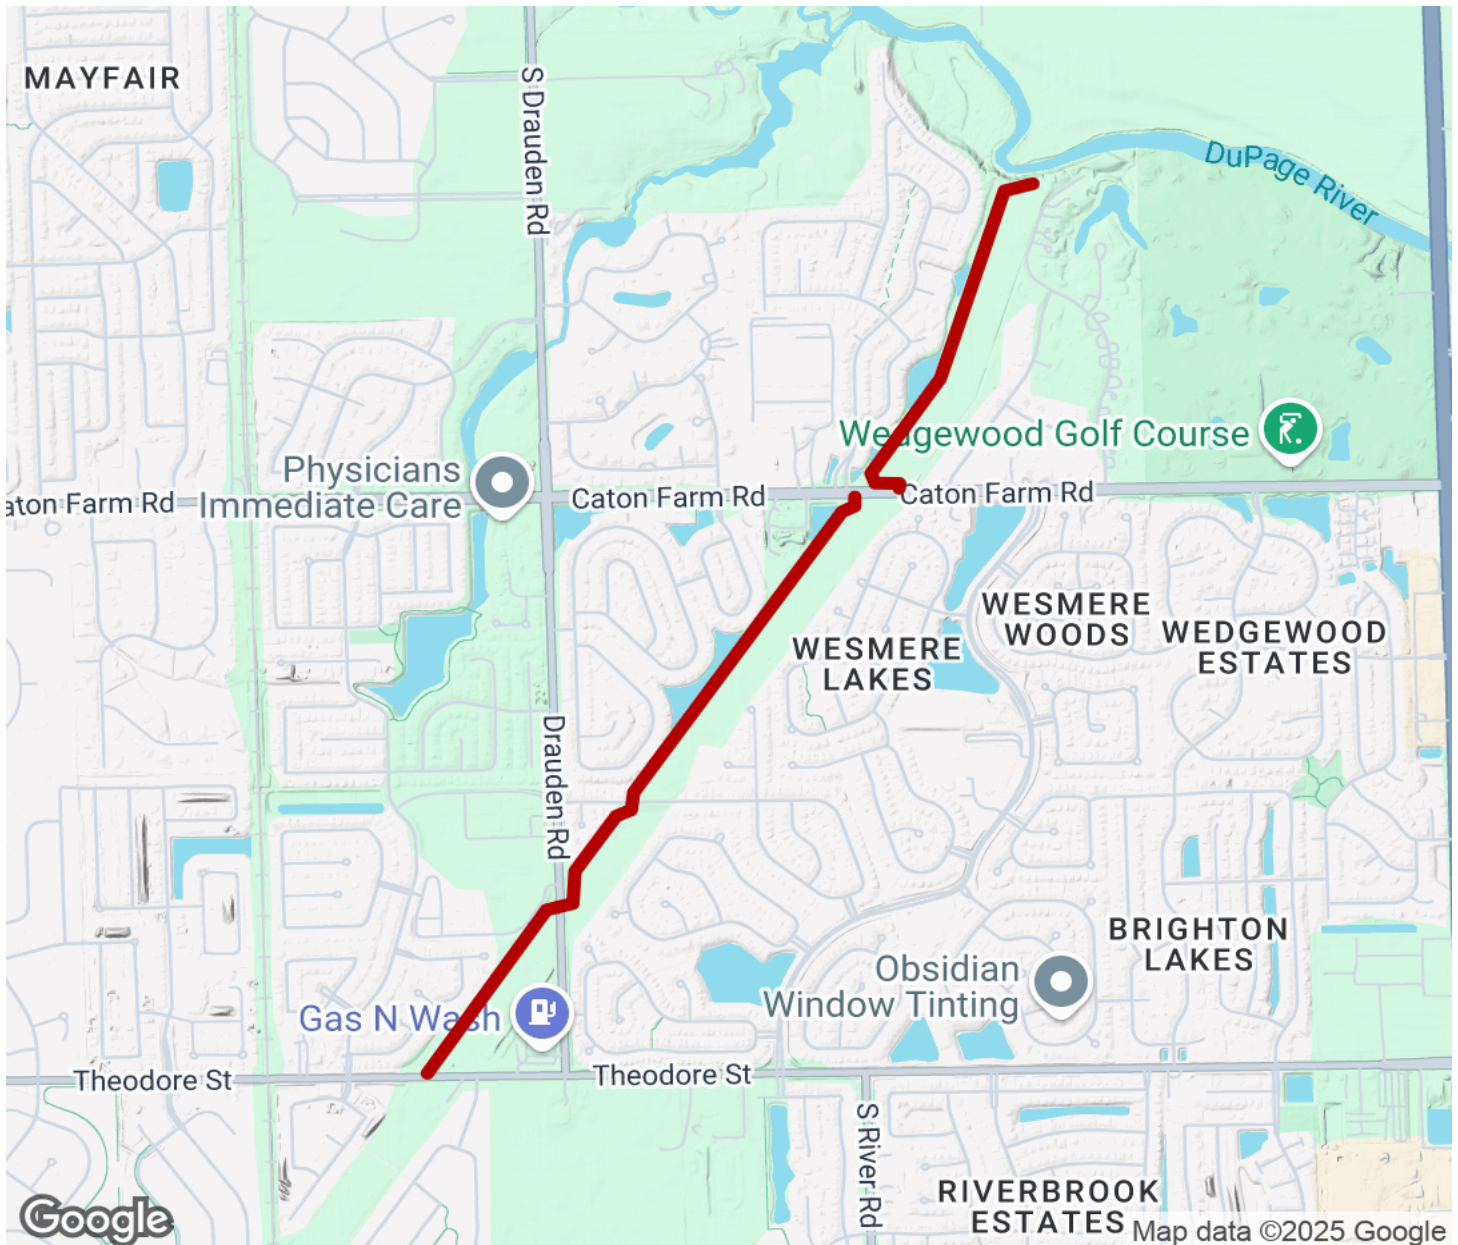 MAYFAIR
S Drauden Rd
DuPage River
Wedgewood Golf Course
Physicians
Immediate Care
aton Farm Rd
Caton Farm Rd
Caton Farm Rd
WESMERE
WOODS
WEDGEWOOD
ESTATES
WESMERE
LAKES
Drauden Rd
BRIGHTON
LAKES
Obsidian
Window Tinting
Gas N Wash
Theodore St
Theodore St
S River Rd
RIVERBROOK
ESTATES
Google
Map data ©2025 Google